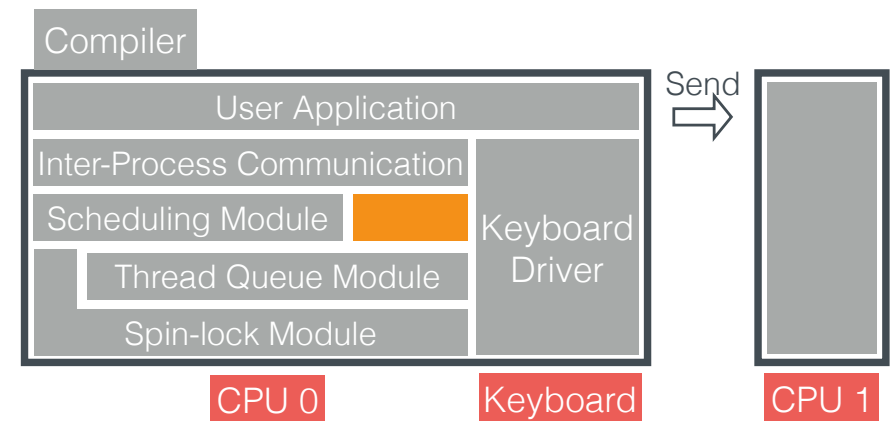 Compiler
User Application
Send
Inter-Process Communication
Scheduling Module
Keyboard
Driver
Thread Queue Module
Spin-lock Module
CPU 0
Keyboard
CPU 1